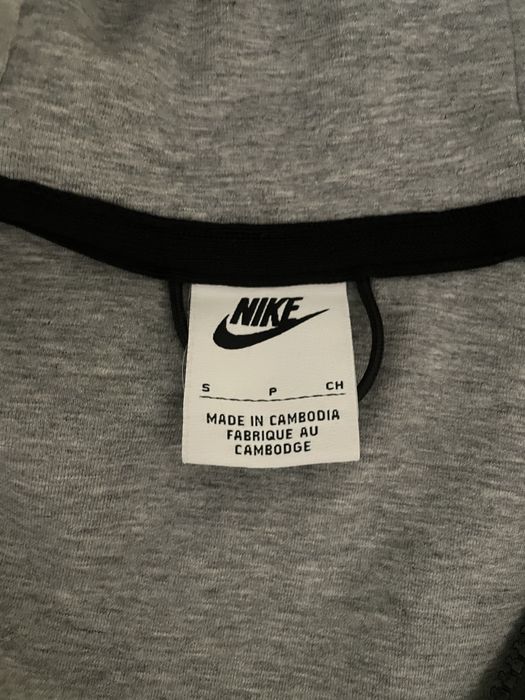 NIKE
S P CH
MADE IN CAMBODIA
FABRIQUE AU
CAMBODGE